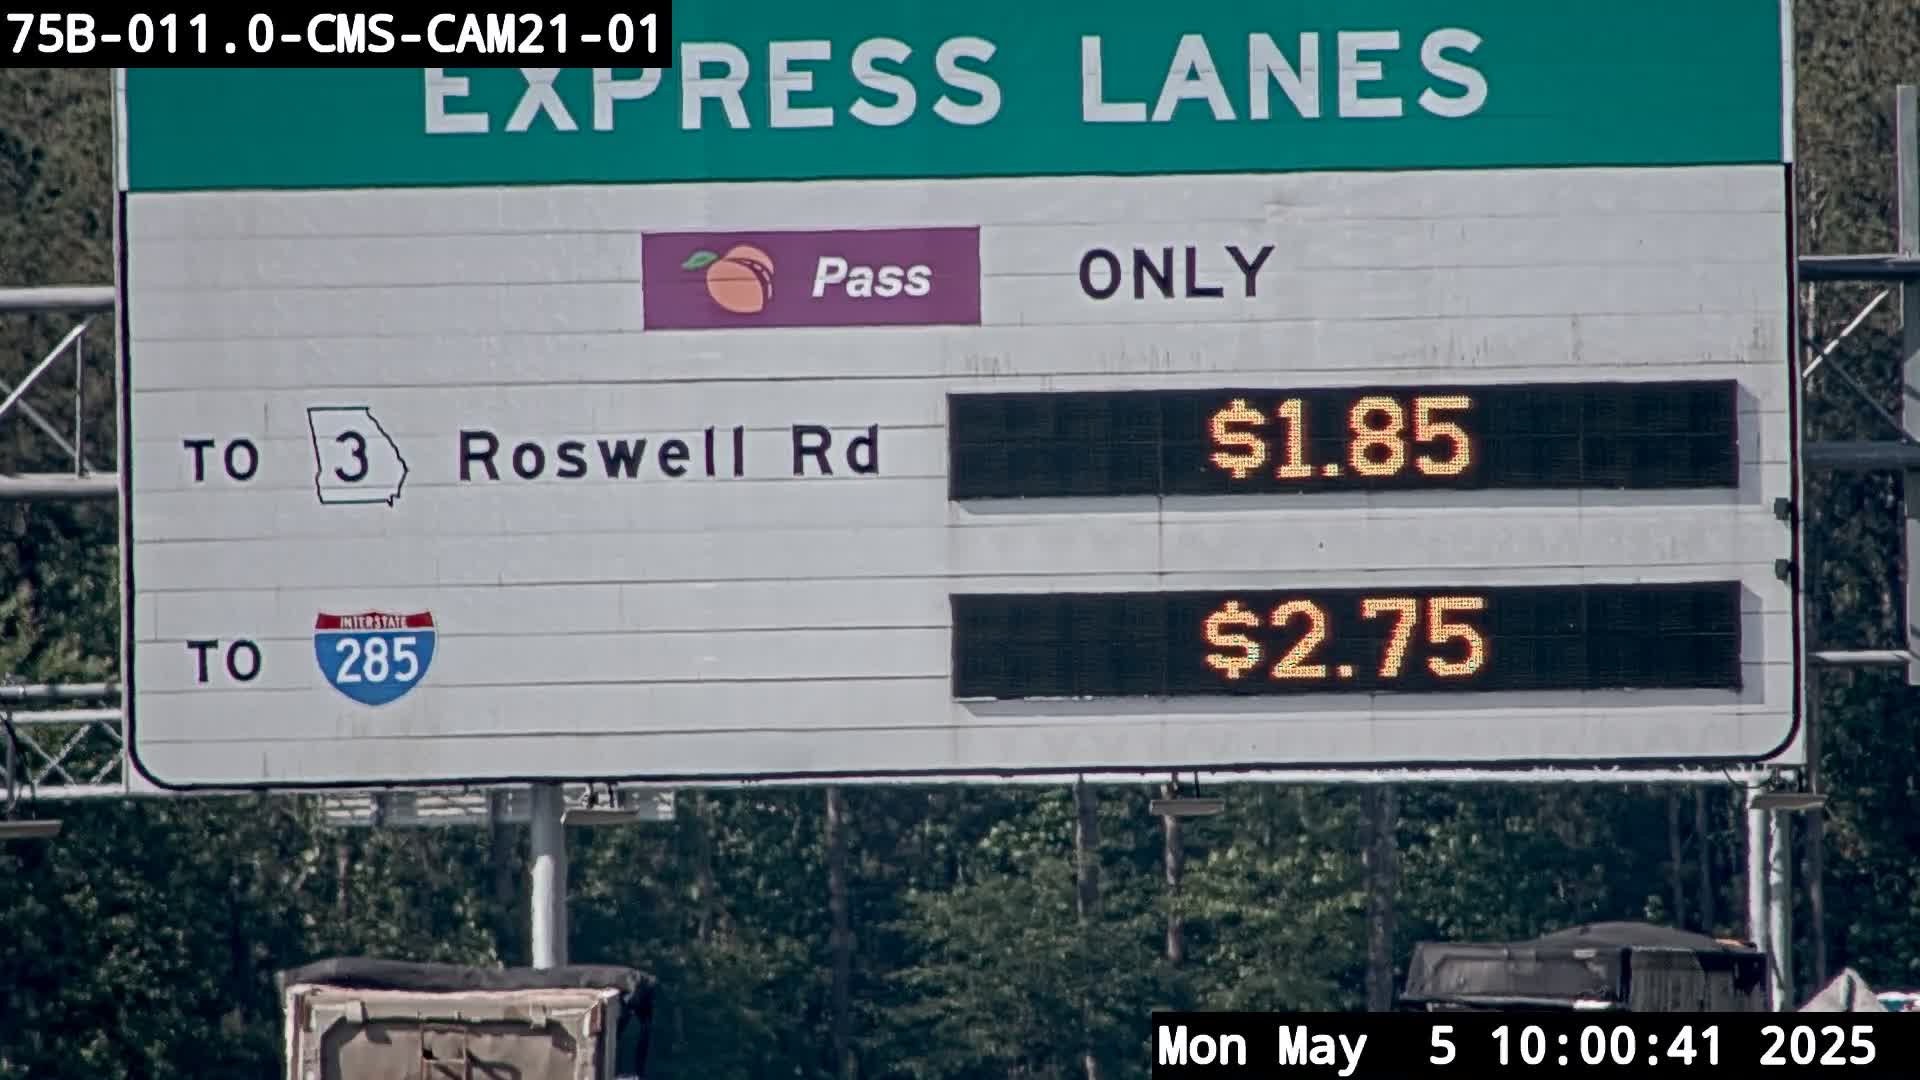 75B-011.0-CMS-CAM21-01
EXPRESS LANES
Pass ONLY
TO 3 Roswell Rd $1.85
INTERSTATE
TO 285 $2.75
Mon May 5 10:00:41 2025